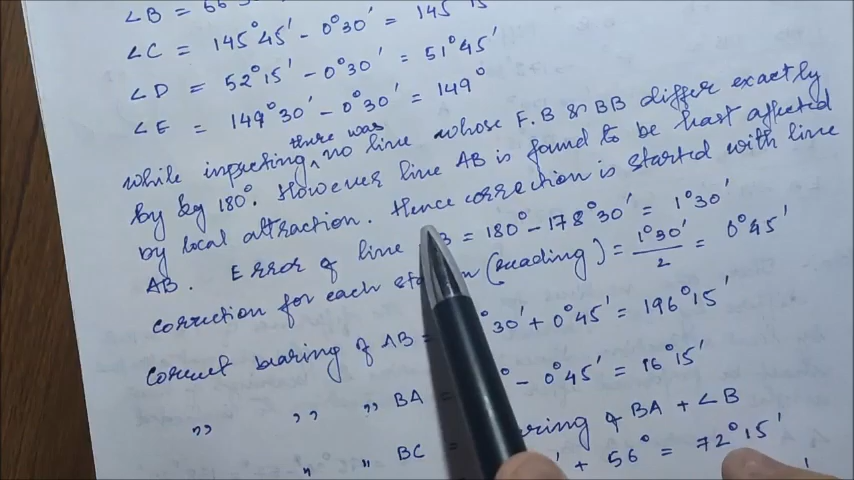 ∠B = 66
∠C = 145°45' - 0°30' = 145°15'
∠D = 52°15' - 0°30' = 51°45'
∠E = 149°30' - 0°30' = 149°
while inspecting, there was no line whose F.B & BB differ exactly
by 180°. However line AB is found to be least affected
by local attraction. Hence correction is started with line
AB. Error of line B = 180° - 178°30' = 1°30'
correction for each (reading) = 1°30'/2 = 0°45'
correct bearing of AB = 30' + 0°45' = 196°15'
,, ,, ,, BA = - 0°45' = 16°15'
,, ,, BC = of BA + ∠B
+ 56° = 72°15'